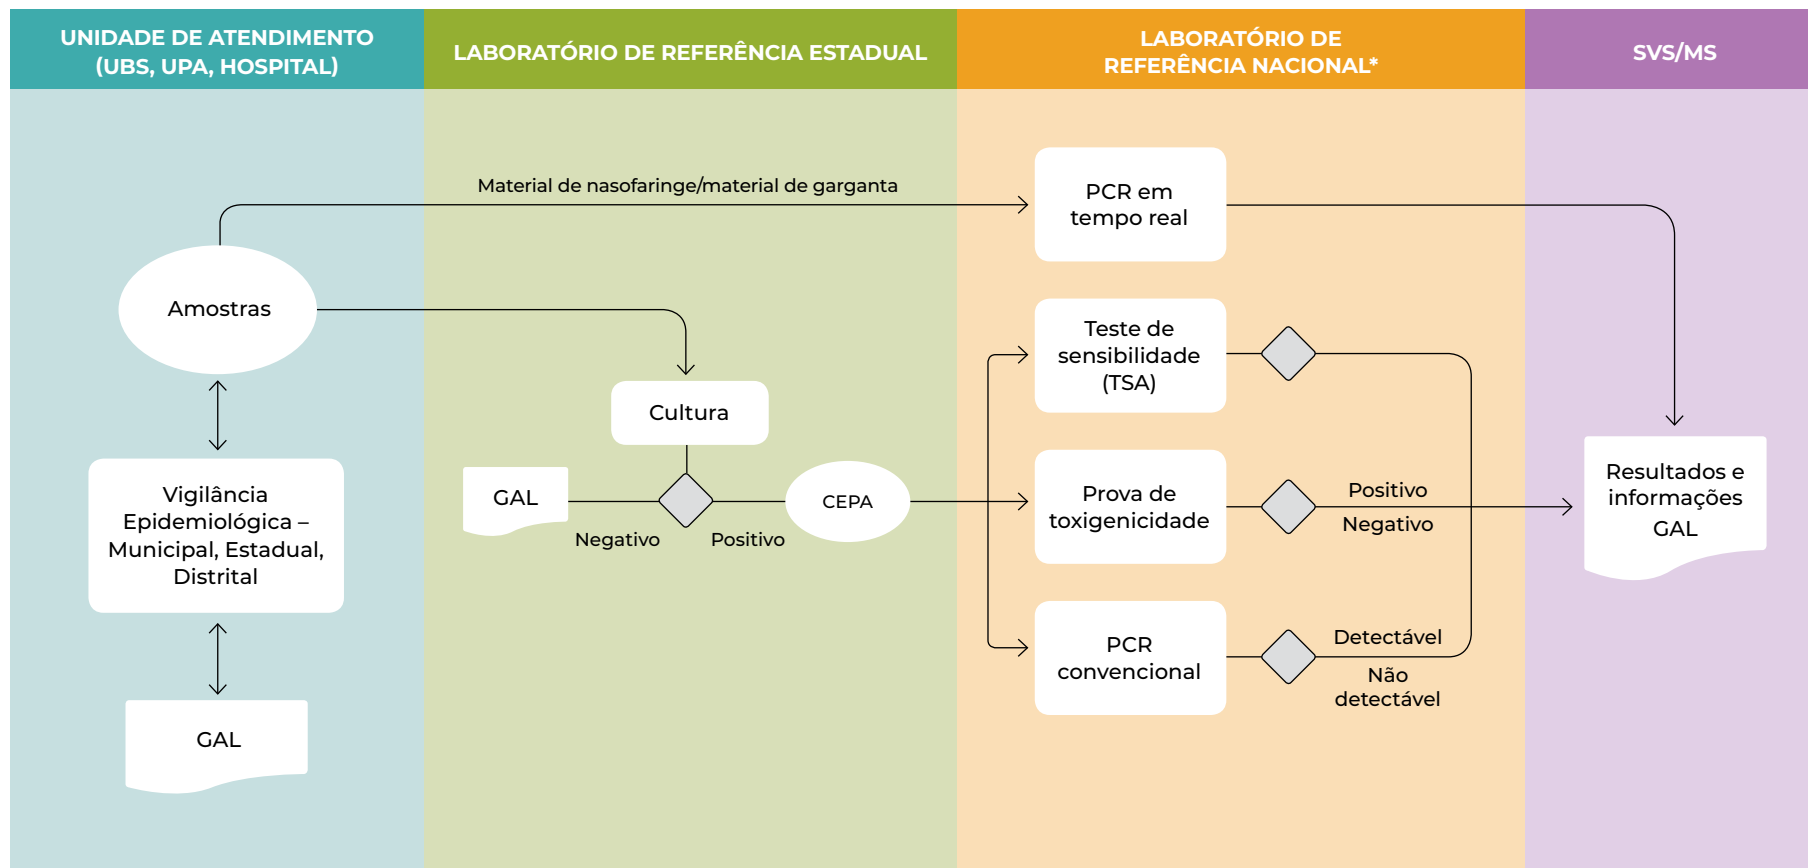 UNIDADE DE ATENDIMENTO
(UBS, UPA, HOSPITAL)
LABORATÓRIO DE REFERÊNCIA ESTADUAL
LABORATÓRIO DE
REFERÊNCIA NACIONAL*
SVS/MS
Material de nasofaringe/material de garganta
PCR em
tempo real
Amostras
Teste de
sensibilidade
(TSA)
Cultura
Vigilância
Epidemiológica –
Municipal, Estadual,
Distrital
GAL
Negativo
Positivo
CEPA
Prova de
toxigenicidade
Positivo
Negativo
Resultados e
informações
GAL
PCR
convencional
Detectável
Não
detectável
GAL